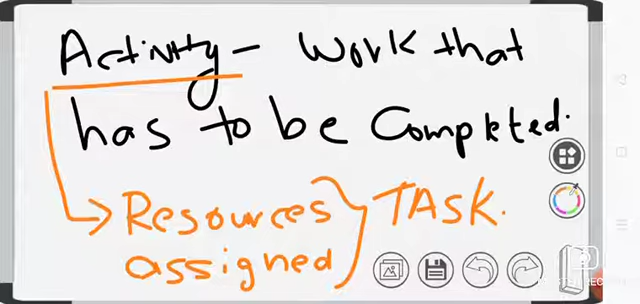 Activity - Work that
has to be Completed.
Resources
assigned } TASK.